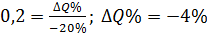 0,2 = ΔQ%/−20%; ΔQ% = −4%